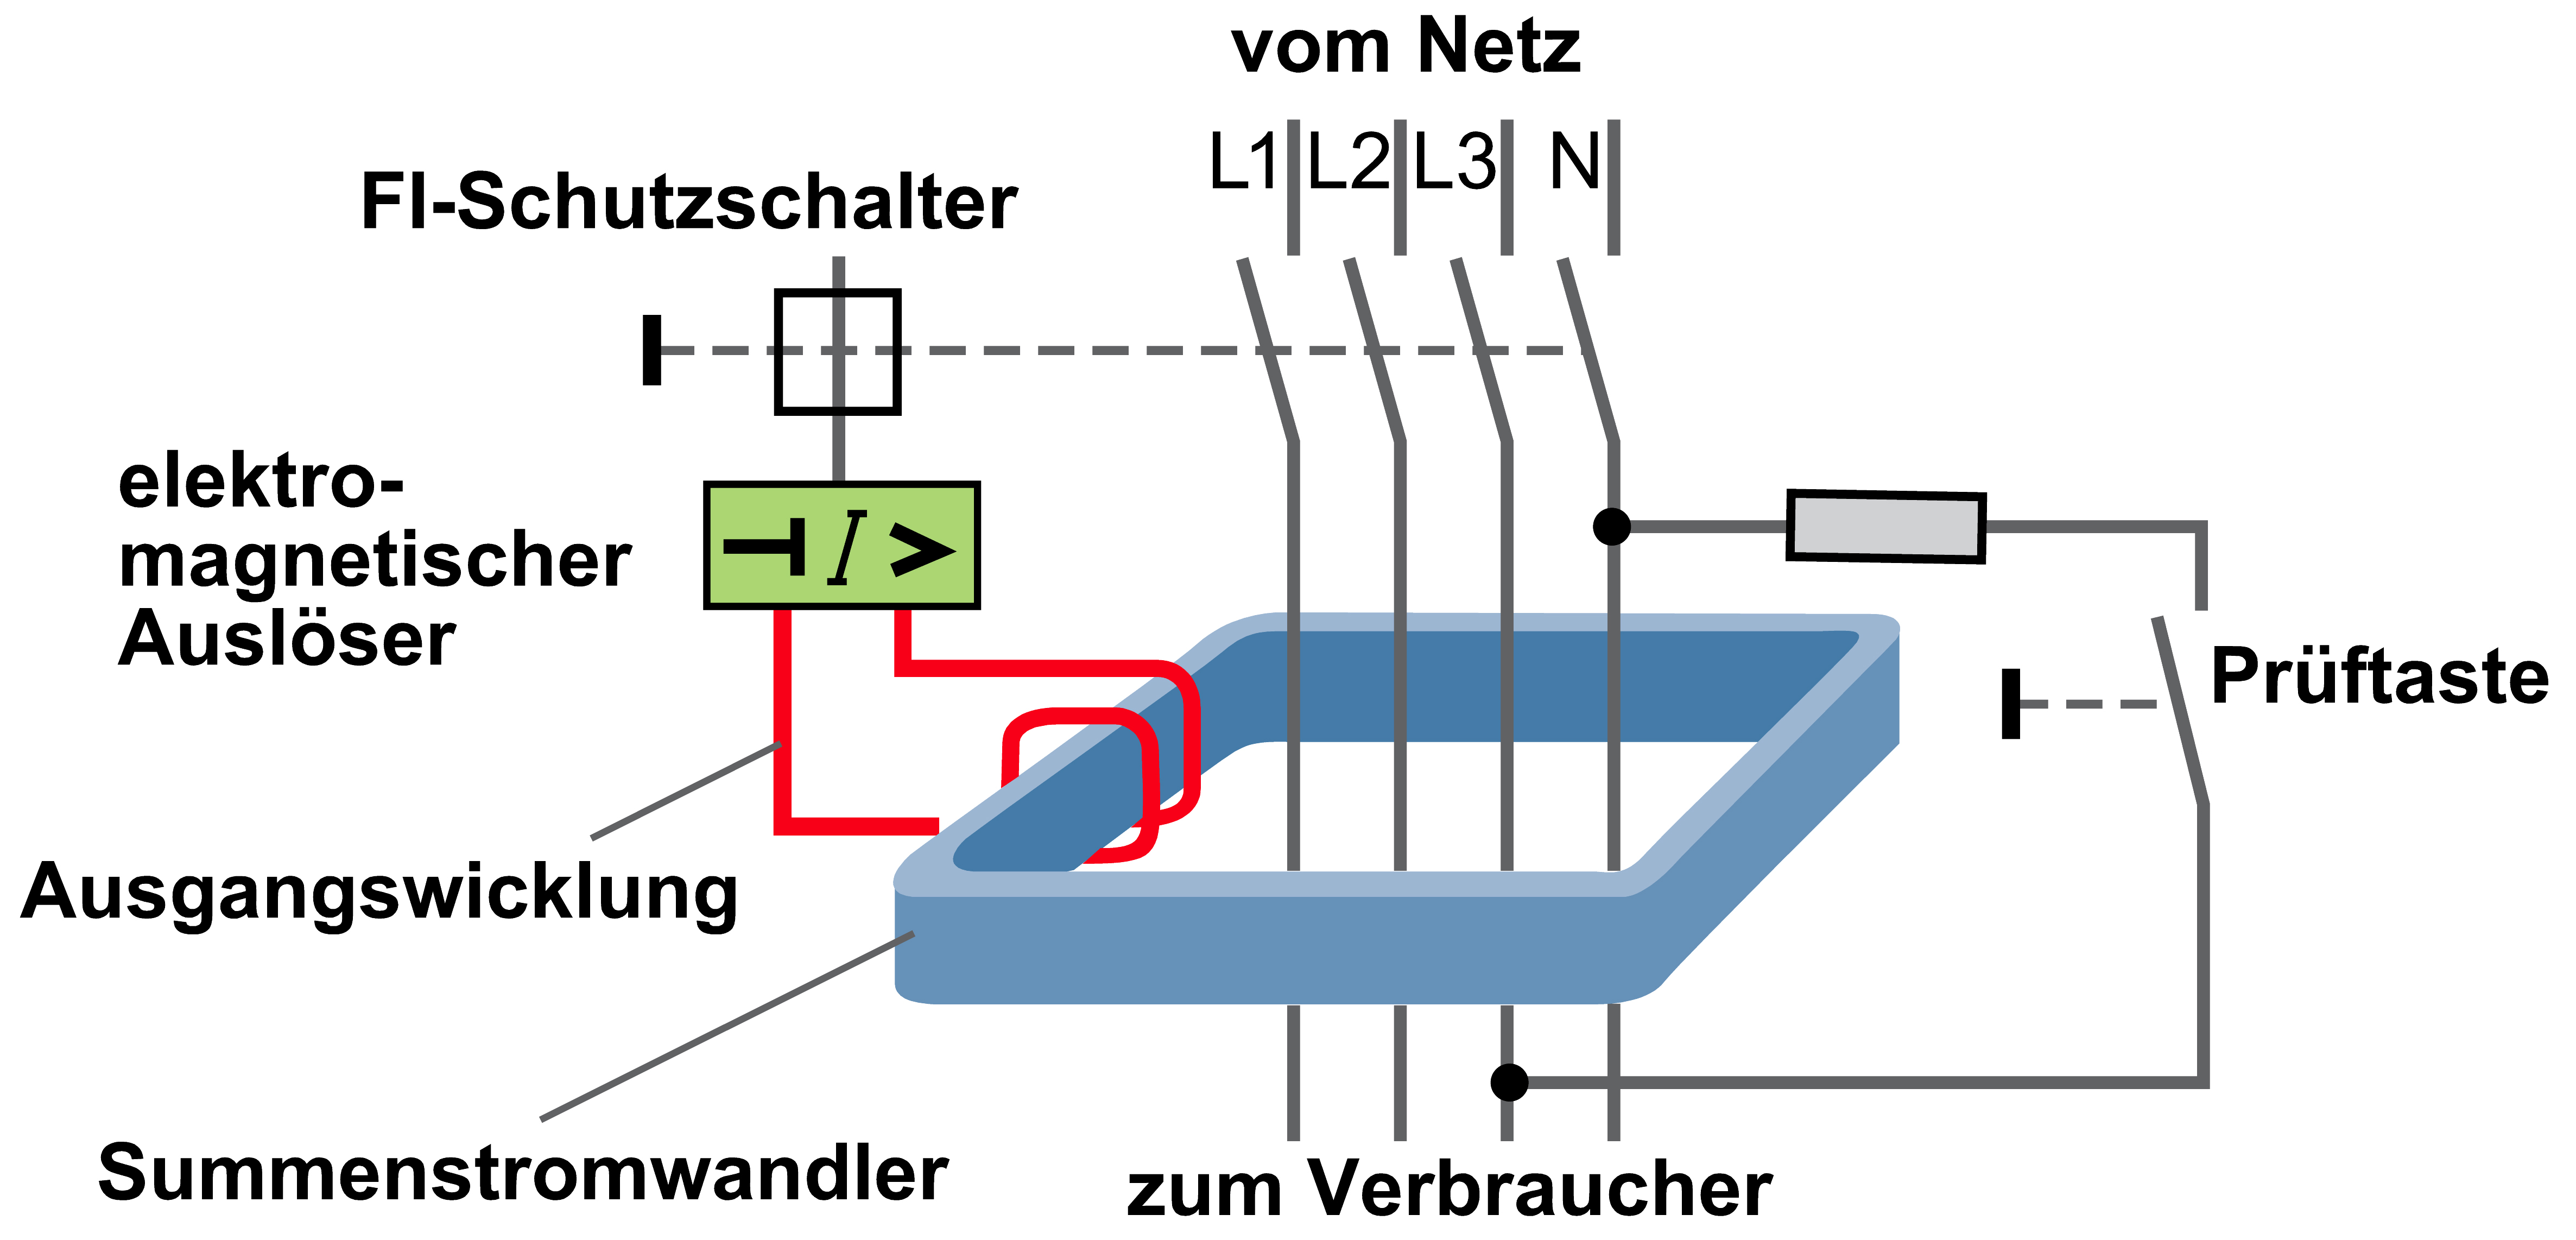 vom Netz
L1 L2 L3 N
FI-Schutzschalter
elektro-
magnetischer
Auslöser
I >
Prüftaste
Ausgangswicklung
Summenstromwandler
zum Verbraucher